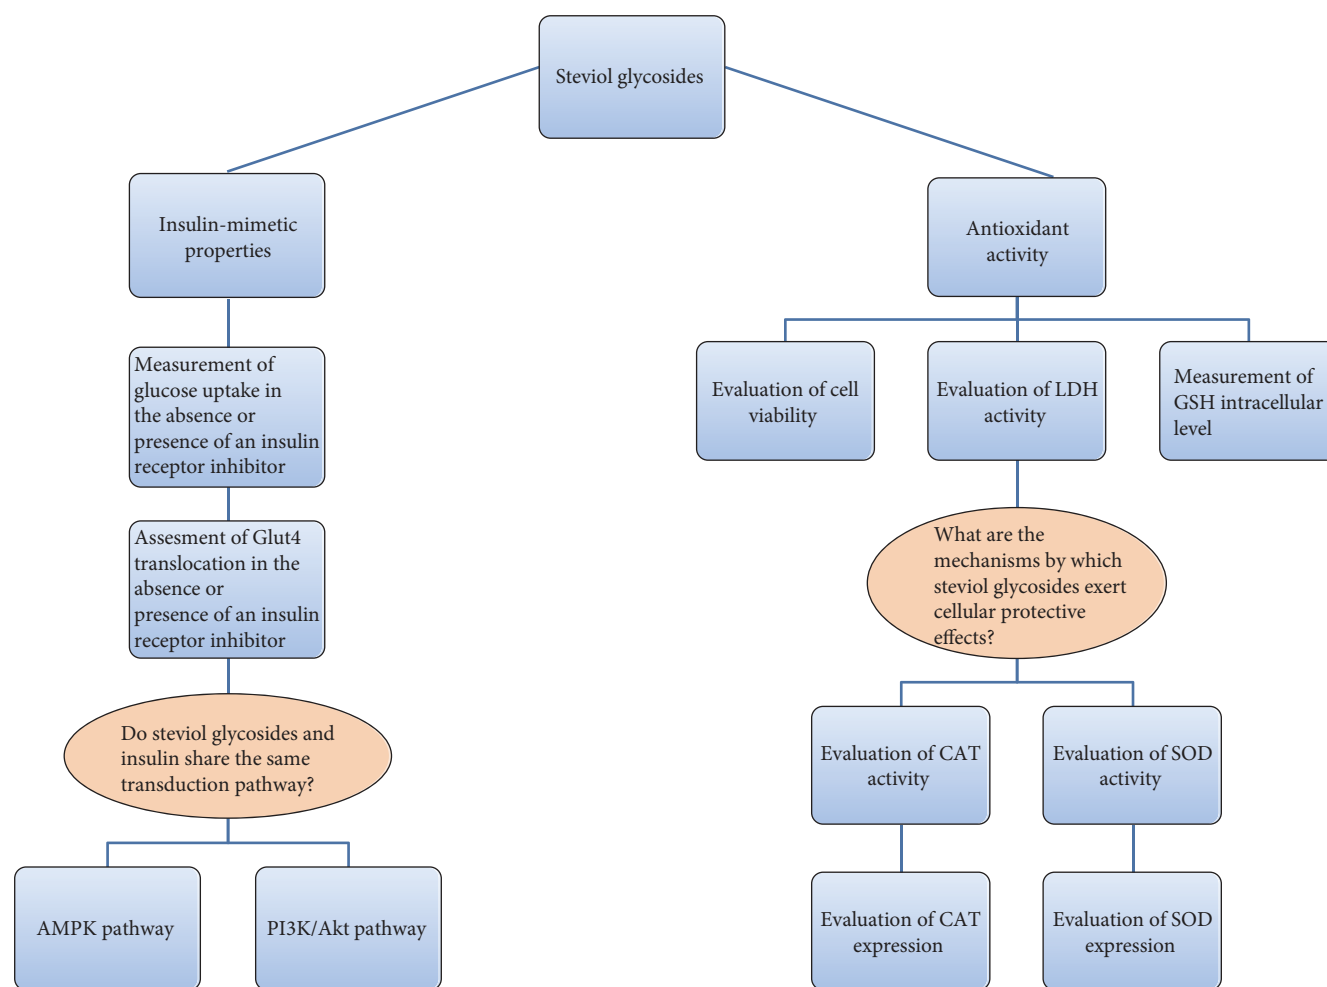 Steviol glycosides
Insulin-mimetic
properties
Measurement of
glucose uptake in
the absence or
presence of an insulin
receptor inhibitor
Assesment of Glut4
translocation in the
absence or
presence of an insulin
receptor inhibitor
Do steviol glycosides and
insulin share the same
transduction pathway?
AMPK pathway
PI3K/Akt pathway
Antioxidant
activity
Evaluation of cell
viability
Evaluation of LDH
activity
Measurement of
GSH intracellular
level
What are the
mechanisms by which
steviol glycosides exert
cellular protective
effects?
Evaluation of CAT
activity
Evaluation of SOD
activity
Evaluation of CAT
expression
Evaluation of SOD
expression